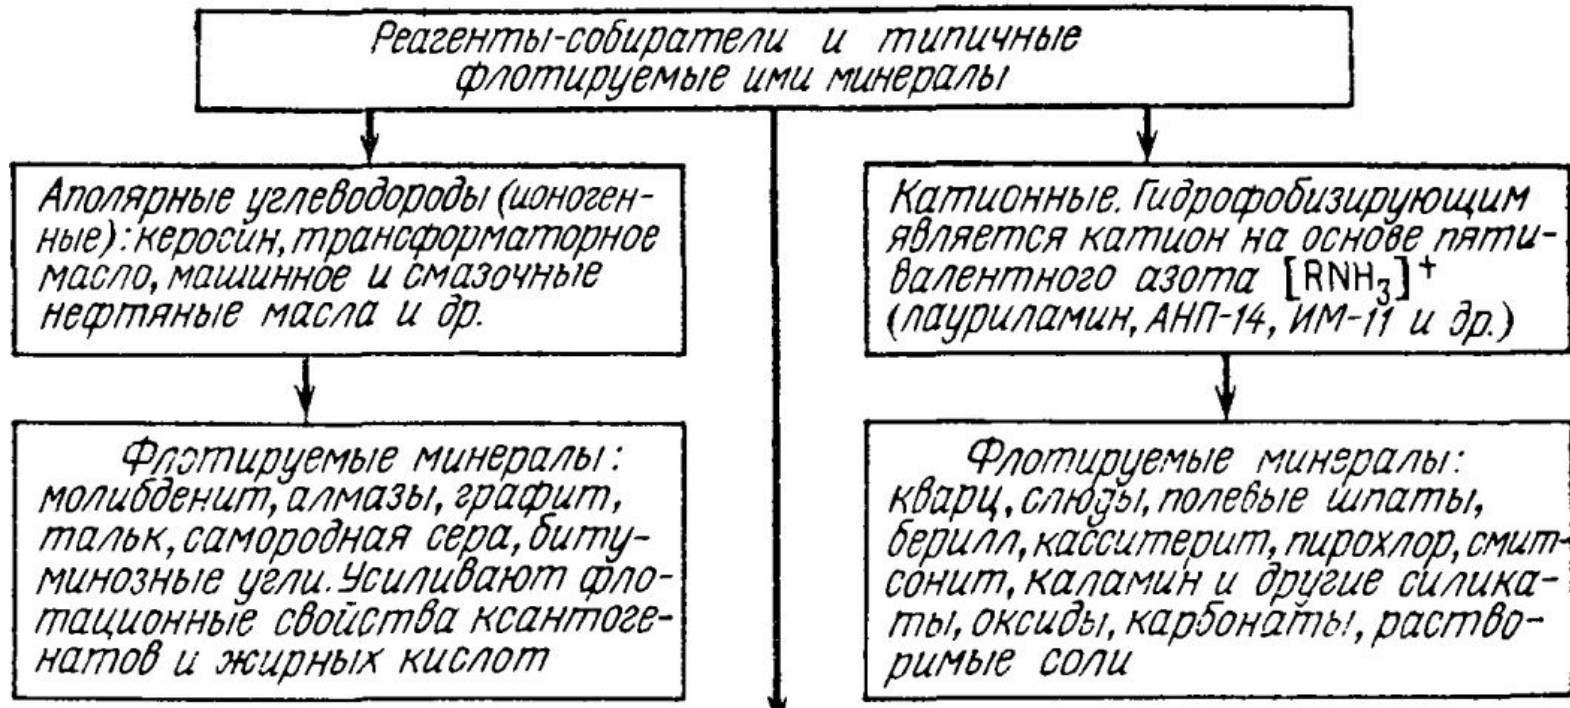 Реагенты-собиратели и типичные
флотируемые ими минералы
Аполярные углеводороды (ионоген-
ные): керосин, трансформаторное
масло, машинное и смазочные
нефтяные масла и др.
Флотируемые минералы:
молибденит, алмазы, графит,
тальк, самородная сера, биту-
минозные угли. Усиливают фло-
тационные свойства ксантоге-
натов и жирных кислот
Катионные. Гидрофобизирующим
является катион на основе пяти-
валентного азота [RNH₃]⁺
(лауриламин, АНП-14, ИМ-11 и др.)
Флотируемые минералы:
кварц, слюды, полевые шпаты,
берилл, касситерит, пирохлор, смит-
сонит, каламин и другие силика-
ты, оксиды, карбонаты, раство-
римые соли